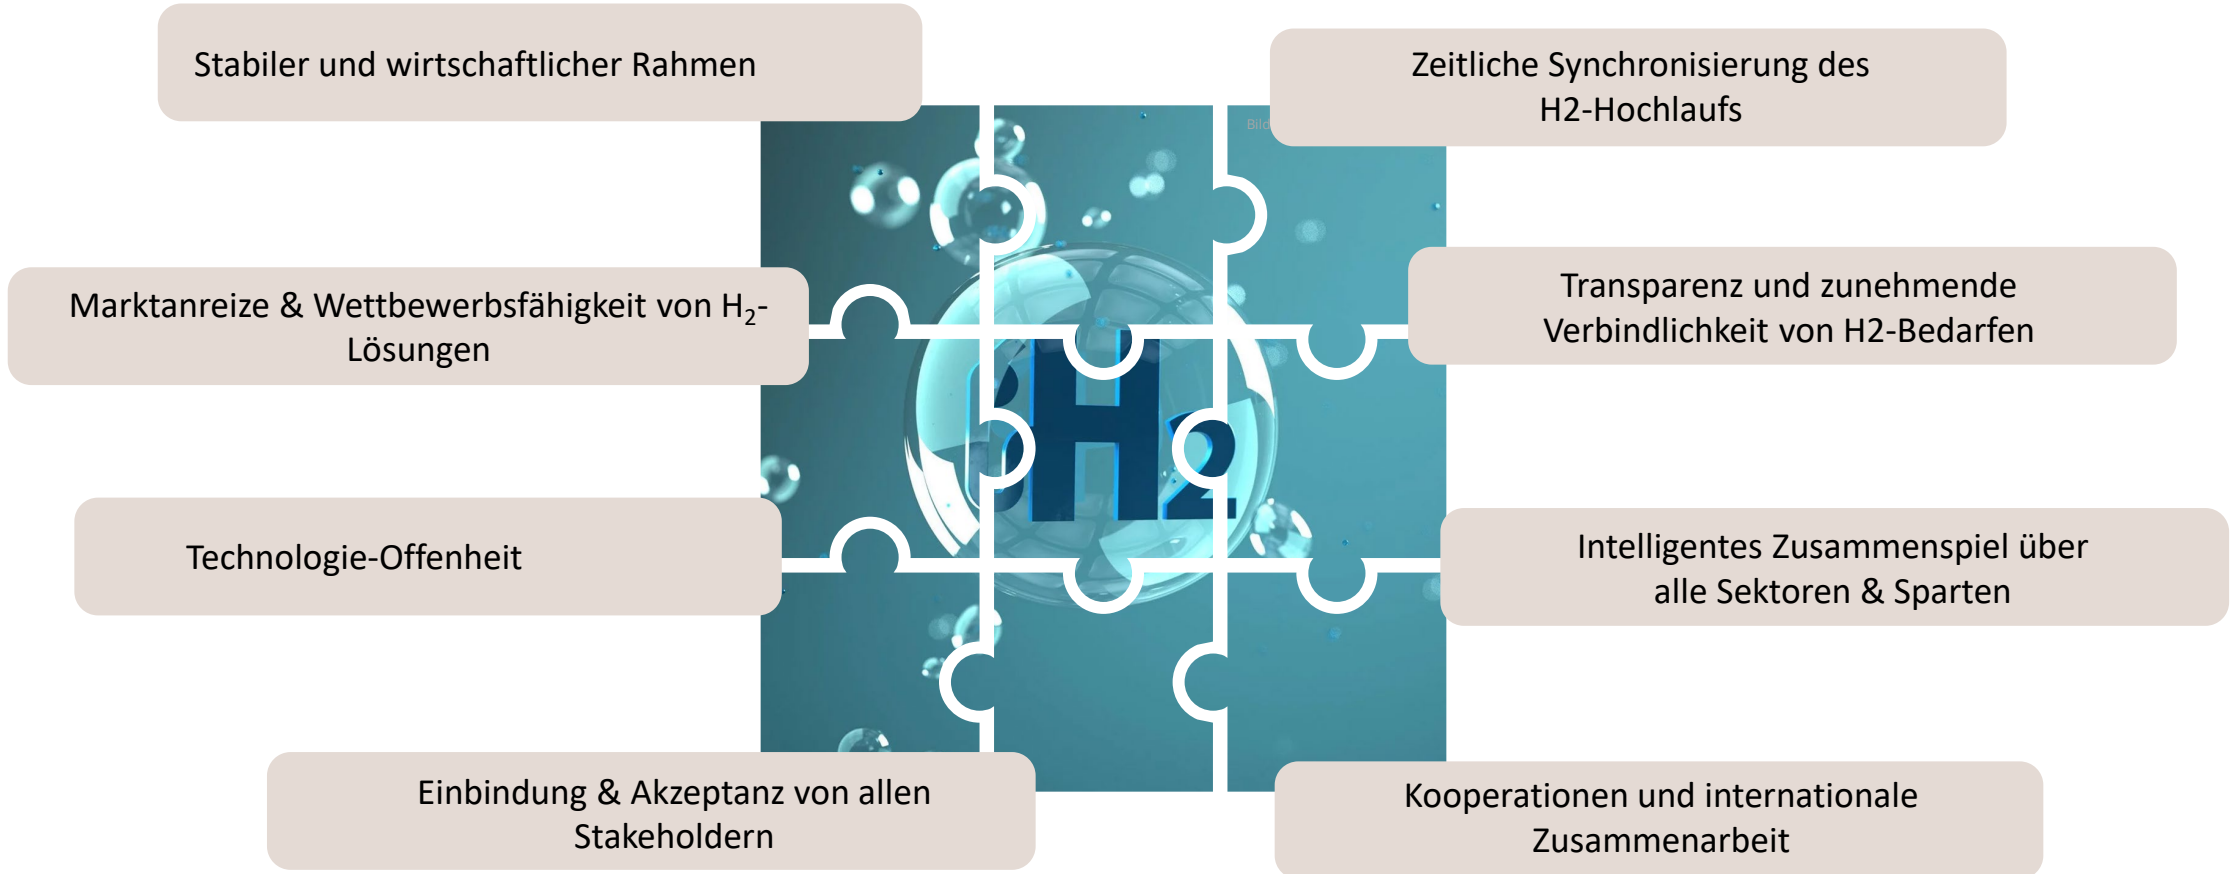 Stabiler und wirtschaftlicher Rahmen
Zeitliche Synchronisierung des
H2-Hochlaufs
Bild
Marktanreize & Wettbewerbsfähigkeit von H₂-
Lösungen
Transparenz und zunehmende
Verbindlichkeit von H2-Bedarfen
H2
Technologie-Offenheit
Intelligentes Zusammenspiel über
alle Sektoren & Sparten
Einbindung & Akzeptanz von allen
Stakeholdern
Kooperationen und internationale
Zusammenarbeit